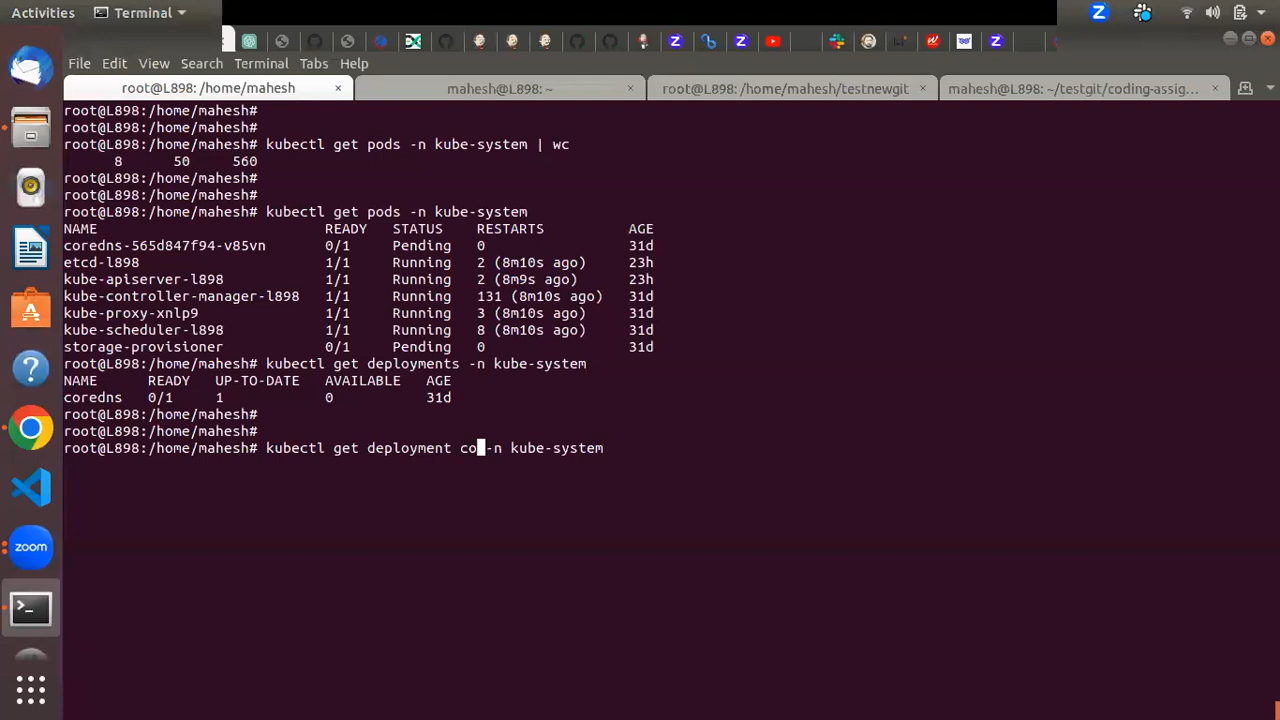 Activities Terminal
File Edit View Search Terminal Tabs Help
root@L898: /home/mahesh × mahesh@L898: ~ × root@L898: /home/mahesh/testnewgit × mahesh@L898: ~/testgit/coding-assig... ×
root@L898:/home/mahesh#
root@L898:/home/mahesh#
root@L898:/home/mahesh# kubectl get pods -n kube-system | wc
8 50 560
root@L898:/home/mahesh#
root@L898:/home/mahesh#
root@L898:/home/mahesh# kubectl get pods -n kube-system
NAME READY STATUS RESTARTS AGE
coredns-565d847f94-v85vn 0/1 Pending 0 31d
etcd-l898 1/1 Running 2 (8m10s ago) 23h
kube-apiserver-l898 1/1 Running 2 (8m9s ago) 23h
kube-controller-manager-l898 1/1 Running 131 (8m10s ago) 31d
kube-proxy-xnlp9 1/1 Running 3 (8m10s ago) 31d
kube-scheduler-l898 1/1 Running 8 (8m10s ago) 31d
storage-provisioner 0/1 Pending 0 31d
root@L898:/home/mahesh# kubectl get deployments -n kube-system
NAME READY UP-TO-DATE AVAILABLE AGE
coredns 0/1 1 0 31d
root@L898:/home/mahesh#
root@L898:/home/mahesh#
root@L898:/home/mahesh# kubectl get deployment co -n kube-system
zoom